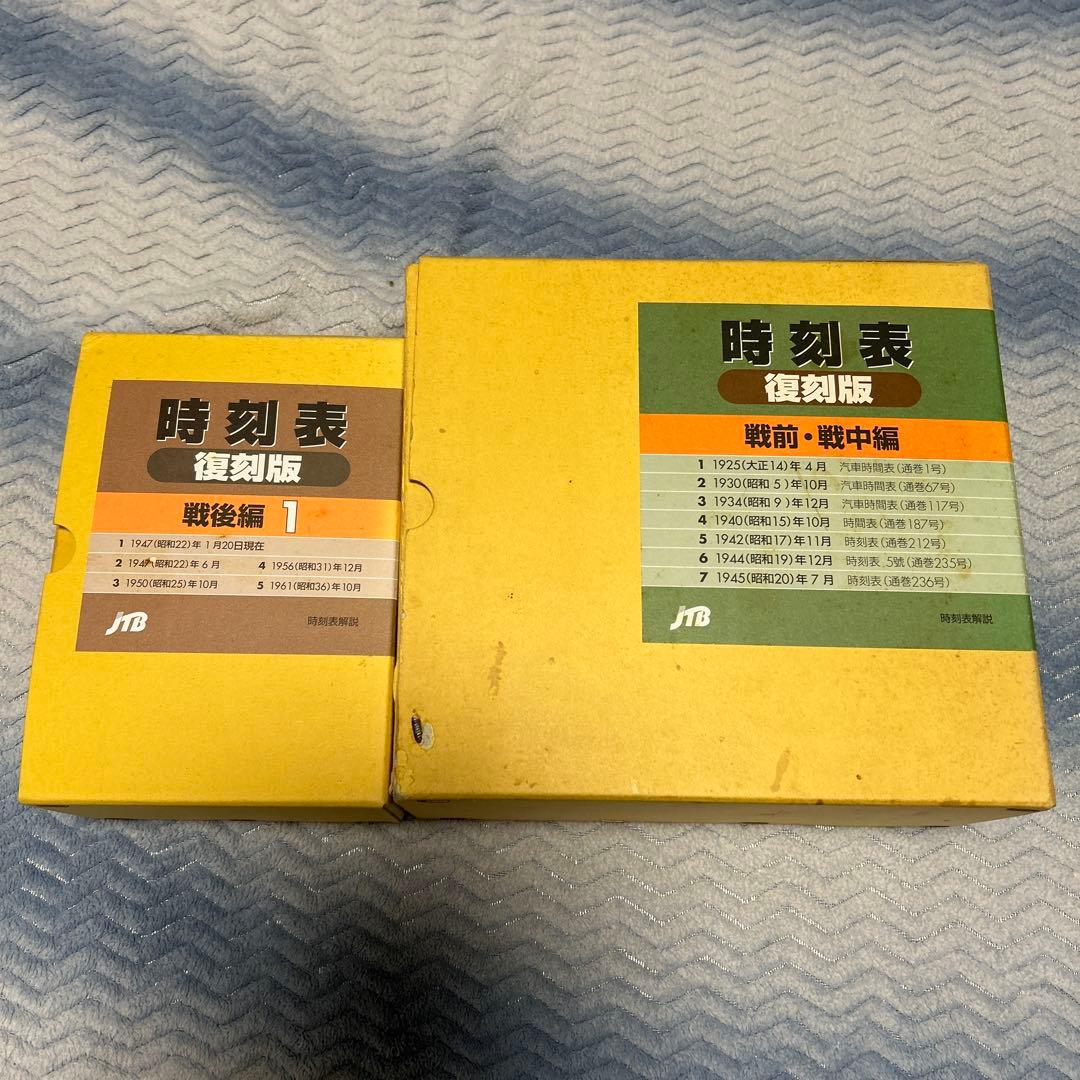 時刻表
復刻版
戦後編 1
1 1947(昭和22)年 1月20日現在
2 1947(昭和22)年 6月
3 1950(昭和25)年10月
4 1956(昭和31)年12月
5 1961(昭和36)年10月
JTB
時刻表解説
時刻表
復刻版
戦前・戦中編
1 1925(大正14)年 4月 汽車時間表(通巻1号)
2 1930(昭和 5)年10月 汽車時間表(通巻67号)
3 1934(昭和 9)年12月 汽車時間表(通巻117号)
4 1940(昭和15)年10月 時間表(通巻187号)
5 1942(昭和17)年11月 時刻表(通巻212号)
6 1944(昭和19)年12月 時刻表 5號(通巻235号)
7 1945(昭和20)年 7月 時刻表(通巻236号)
JTB
時刻表解説